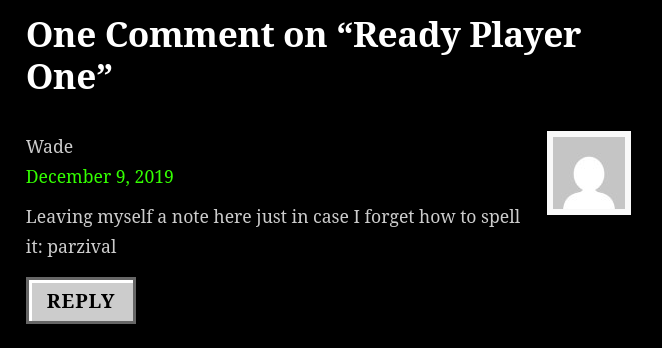 One Comment on “Ready Player
One”
Wade
December 9, 2019
Leaving myself a note here just in case I forget how to spell
it: parzival
REPLY